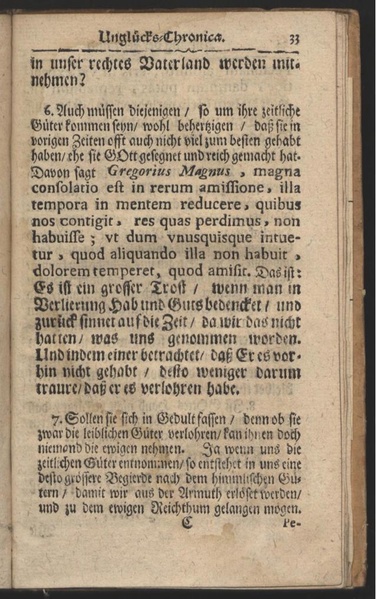 Unglücks-Chronica. 33
in unser rechtes Vaterland werden mit-
nehmen?
6. Auch müssen diejenigen / so um ihre zeitliche
Güter kommen seyn / wohl behertzigen / daß sie in
vorigen Zeiten offt auch nicht viel zum besten gehabt
haben / ehe sie GOtt gesegnet und reich gemacht hat.
Davon sagt Gregorius Magnus, magna
consolatio est in rerum amissione, illa
tempora in mentem reducere, quibus
nos contigit, res quas perdimus, non
habuisse; vt dum vnusquisque intue-
tur, quod aliquando illa non habuit,
dolorem temperet, quod amisit. Das ist:
Es ist ein grosser Trost / wenn man in
Verlierung Hab und Guts bedencket / und
zurück sinnet auf die Zeit / da wir das nicht
hatten / was uns genommen worden.
Und indem einer betrachtet / daß Er es vor-
hin nicht gehabt / desto weniger darum
traure / daß er es verlohren habe.
7. Sollen sie sich in Gedult fassen / denn ob sie
zwar die leiblichen Güter verlohren / kan ihnen doch
niemand die ewigen nehmen. Ja wenn uns die
zeitlichen Güter entnommen / so entstehet in uns eine
desto grössere Begierde nach dem himmlischen Gü-
tern / damit wir aus der Armuth erlöset werden /
und zu dem ewigen Reichthum gelangen mögen.
C Pe-